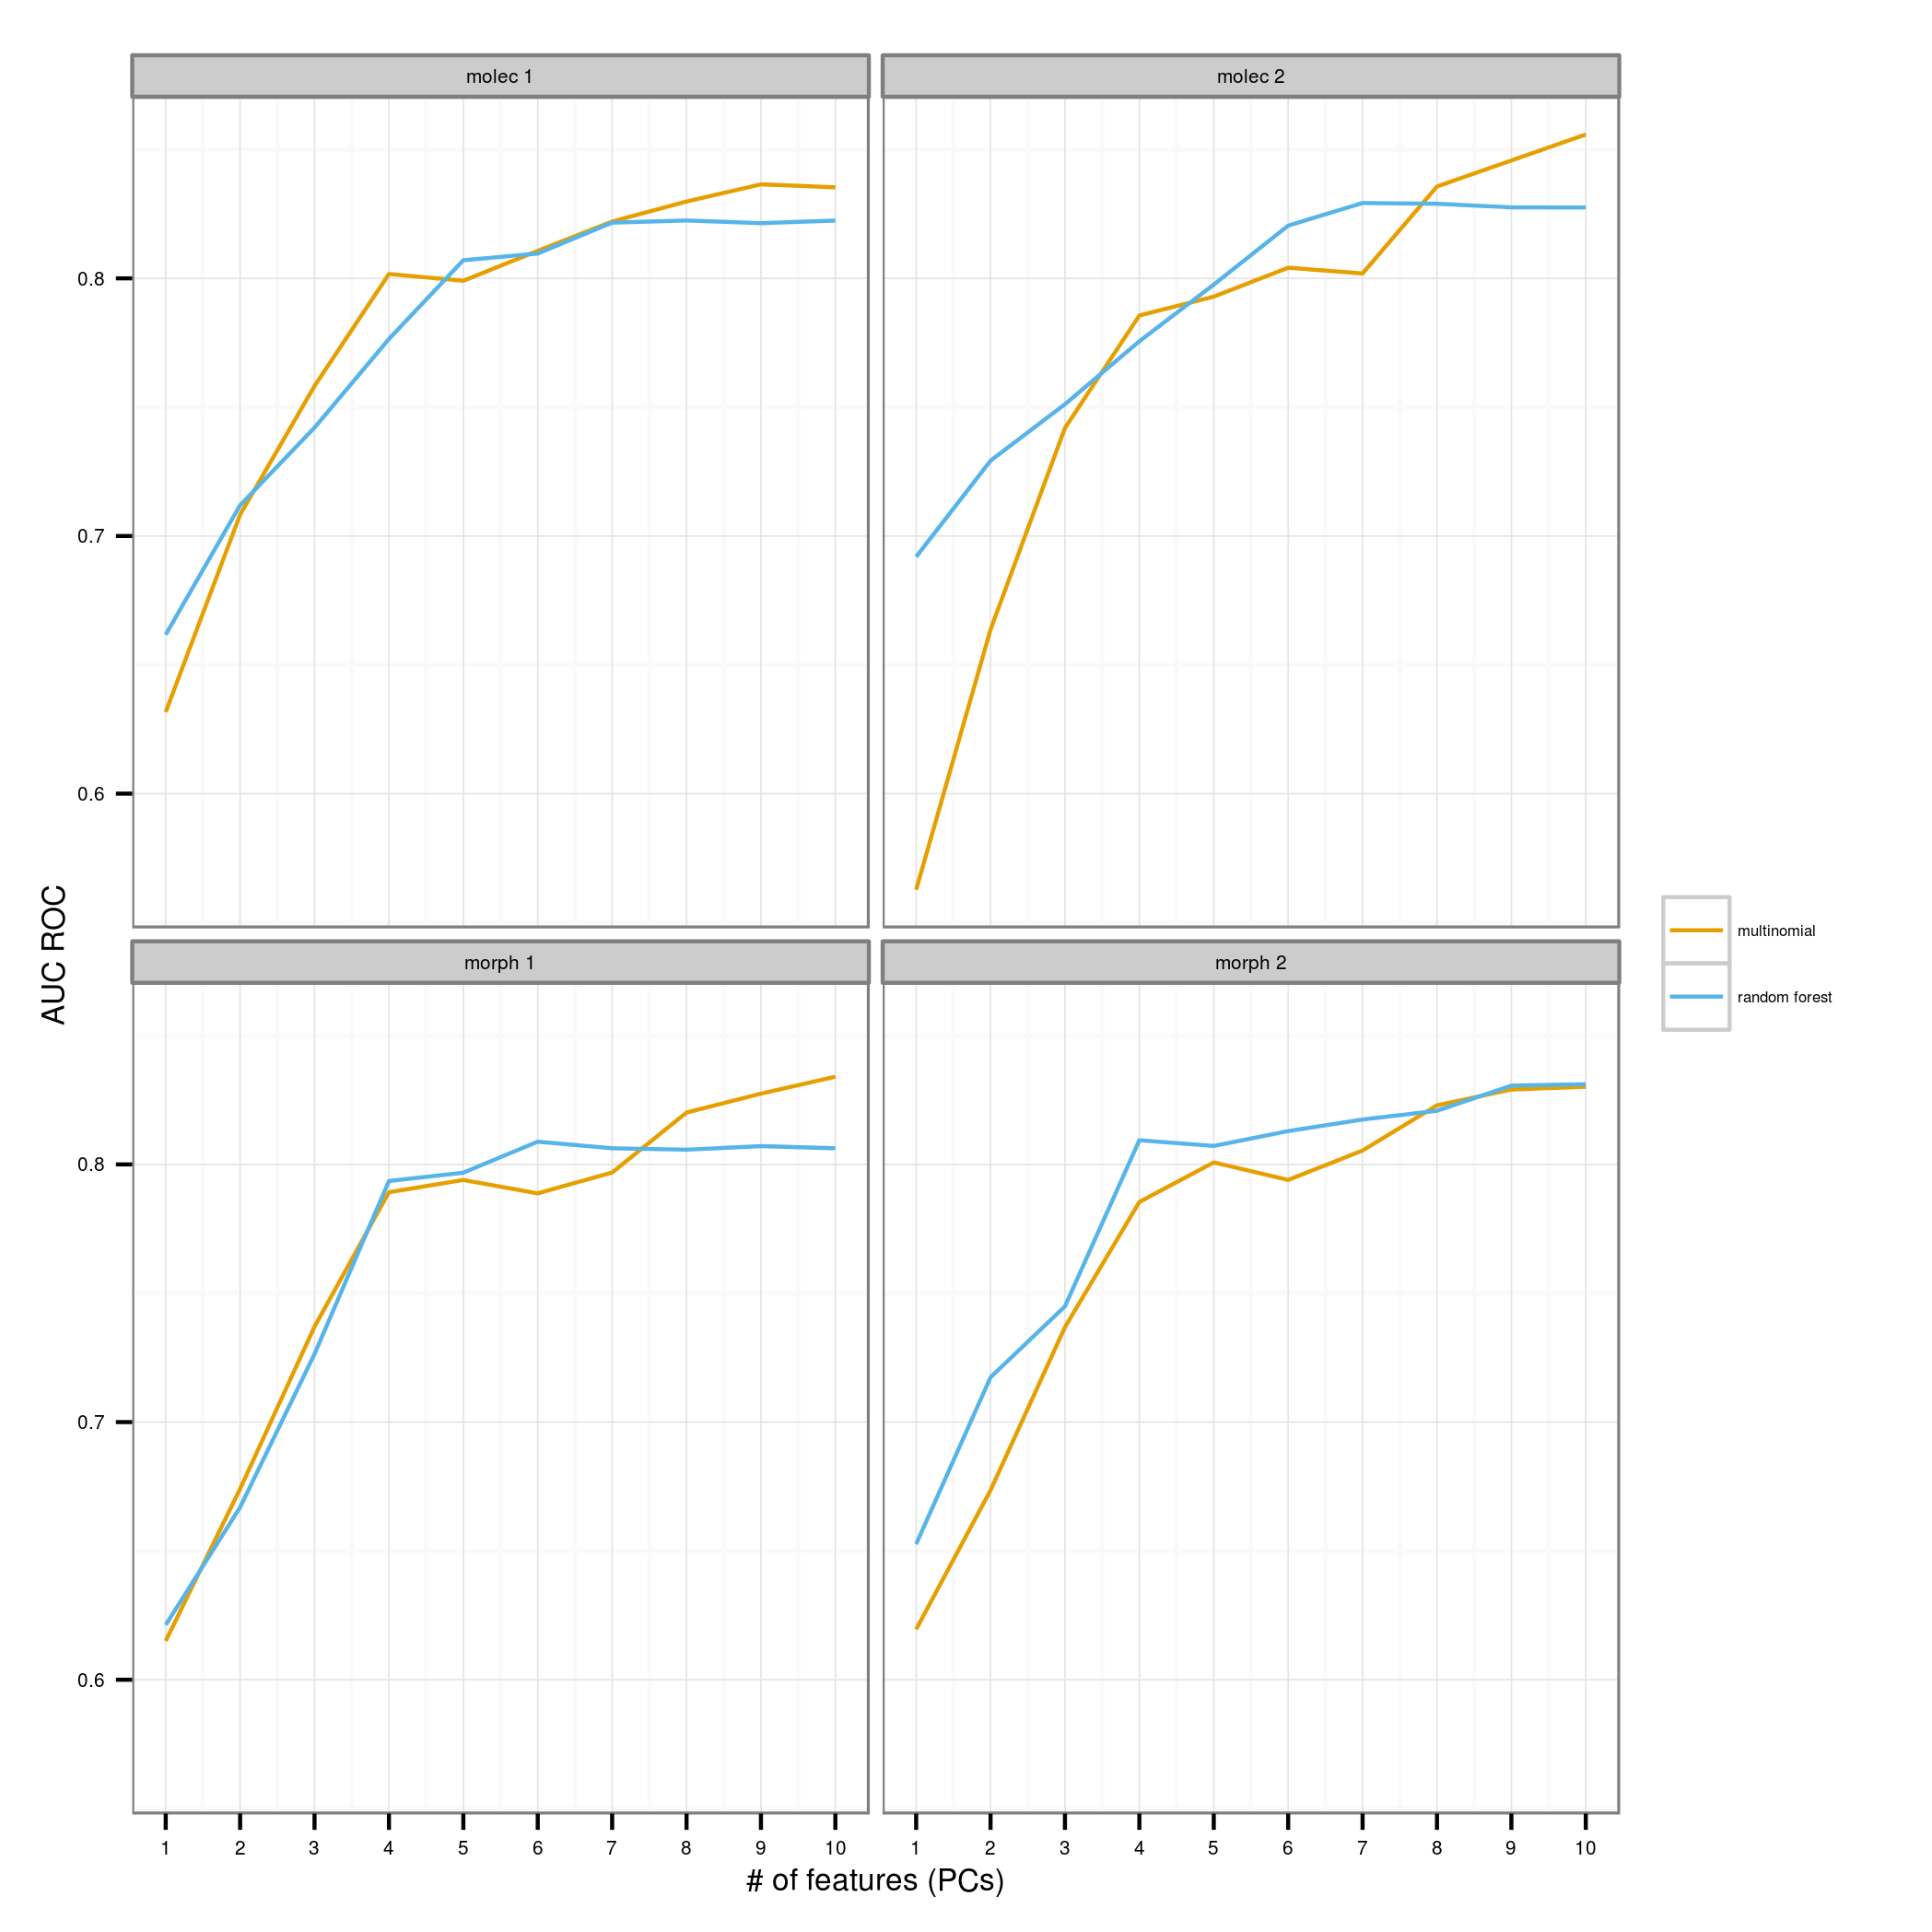 molec 1
molec 2
0.8
0.7
0.6
AUC ROC
morph 1
morph 2
0.8
0.7
0.6
1 2 3 4 5 6 7 8 9 10
1 2 3 4 5 6 7 8 9 10
# of features (PCs)
multinomial
random forest